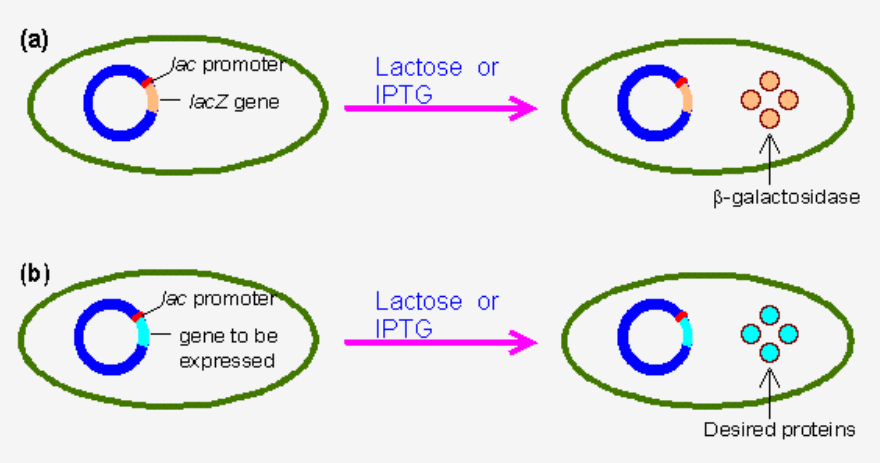 (a)
lac promoter
lacZ gene
Lactose or
IPTG
β-galactosidase
(b)
lac promoter
gene to be
expressed
Lactose or
IPTG
Desired proteins